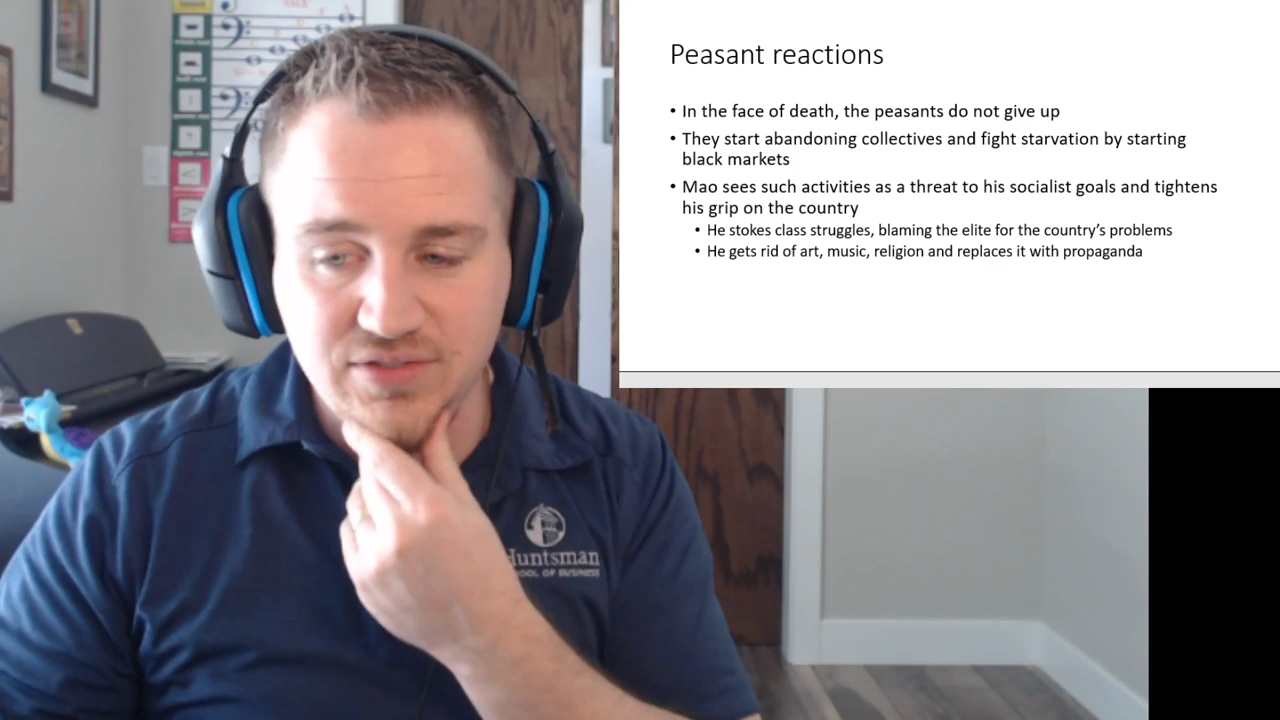 Peasant reactions
• In the face of death, the peasants do not give up
• They start abandoning collectives and fight starvation by starting
black markets
• Mao sees such activities as a threat to his socialist goals and tightens
his grip on the country
• He stokes class struggles, blaming the elite for the country's problems
• He gets rid of art, music, religion and replaces it with propaganda
Huntsman
OOL OF BUSINESS